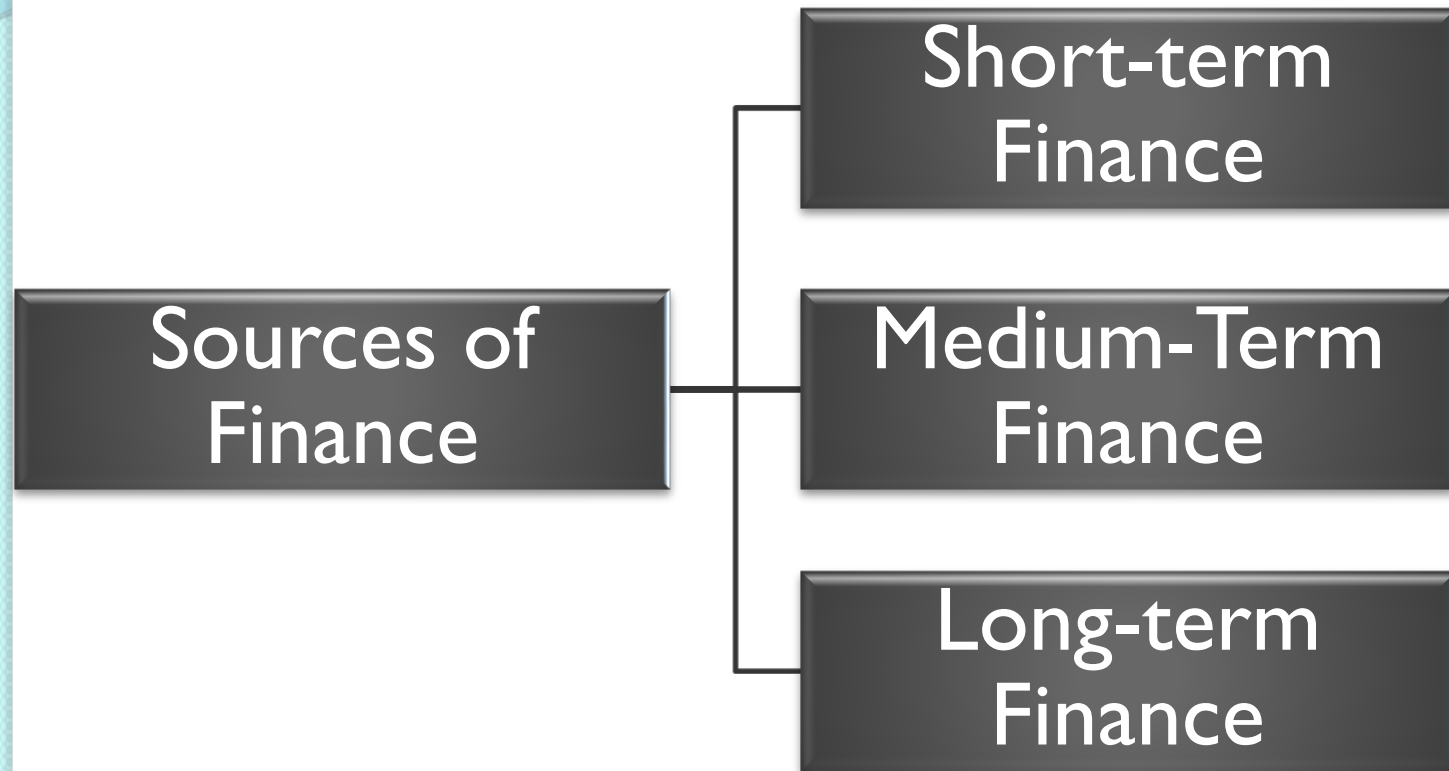 Short-term
Finance
Sources of
Finance
Medium-Term
Finance
Long-term
Finance